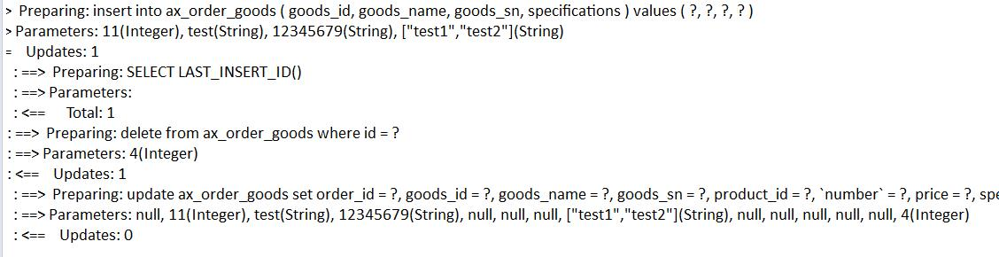 > Preparing: insert into ax_order_goods ( goods_id, goods_name, goods_sn, specifications ) values ( ?, ?, ?, ? )
> Parameters: 11(Integer), test(String), 12345679(String), ["test1","test2"](String)
= Updates: 1
: ==> Preparing: SELECT LAST_INSERT_ID()
: ==> Parameters:
: <== Total: 1
: ==> Preparing: delete from ax_order_goods where id = ?
: ==> Parameters: 4(Integer)
: <== Updates: 1
: ==> Preparing: update ax_order_goods set order_id = ?, goods_id = ?, goods_name = ?, goods_sn = ?, product_id = ?, `number` = ?, price = ?, spe
: ==> Parameters: null, 11(Integer), test(String), 12345679(String), null, null, null, ["test1","test2"](String), null, null, null, null, null, 4(Integer)
: <== Updates: 0